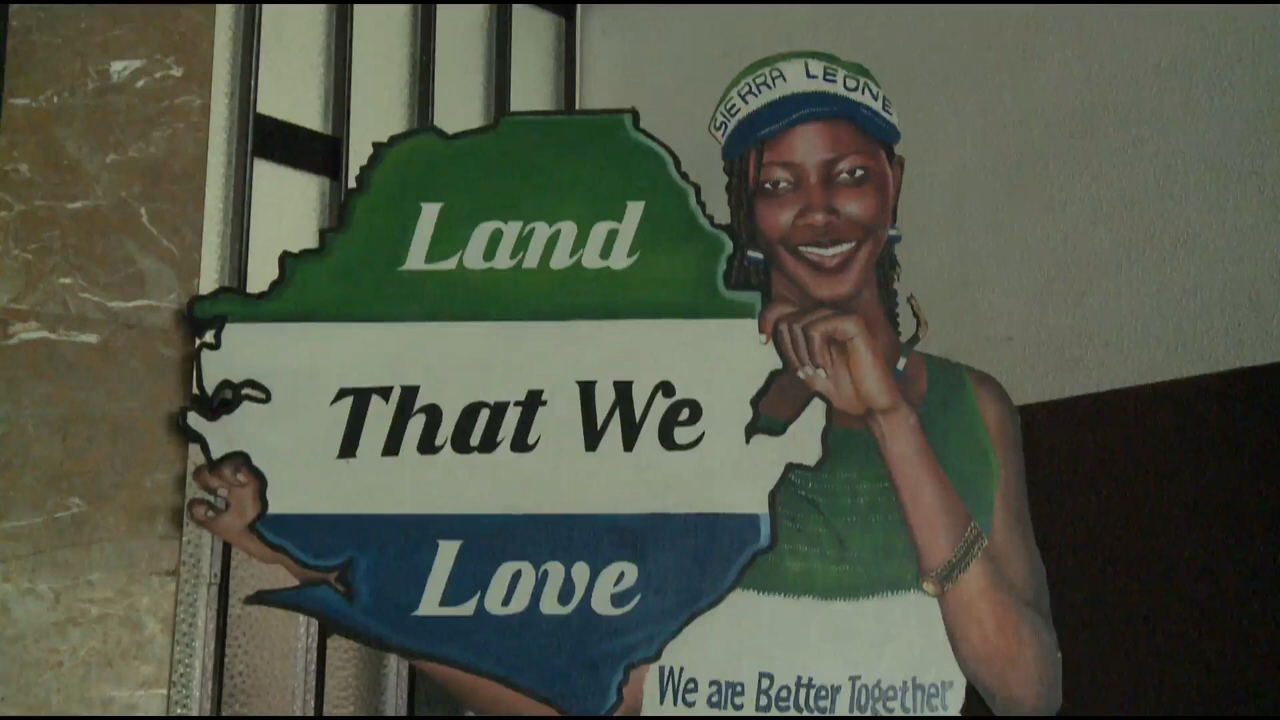 SIERRA LEONE
Land
That We
Love
We are Better Together